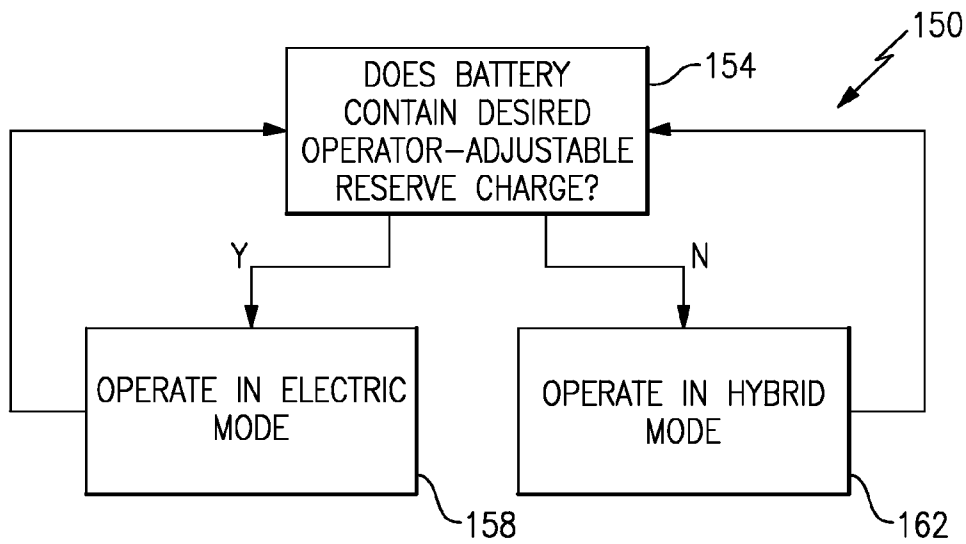 150
DOES BATTERY
CONTAIN DESIRED
OPERATOR-ADJUSTABLE
RESERVE CHARGE?
154
Y
N
OPERATE IN ELECTRIC
MODE
OPERATE IN HYBRID
MODE
158
162